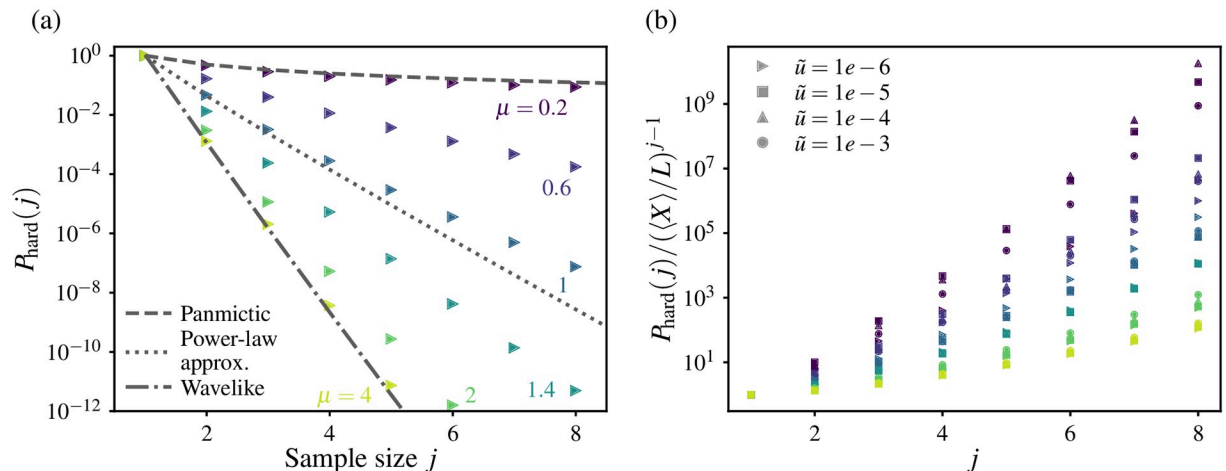 (a)
10^0
10^-2
10^-4
10^-6
10^-8
10^-10
10^-12
P_hard(j)
μ = 0.2
0.6
1
1.4
2
μ = 4
Panmictic
Power-law
approx.
Wavelike
2 4 6 8
Sample size j
(b)
ũ = 1e−6
ũ = 1e−5
ũ = 1e−4
ũ = 1e−3
10^9
10^7
10^5
10^3
10^1
P_hard(j)/(⟨X⟩/L)^{j−1}
2 4 6 8
j